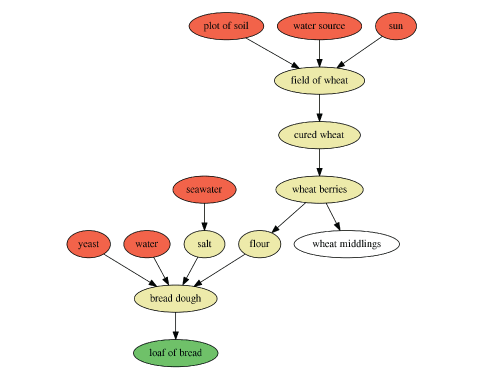 plot of soil
water source
sun
field of wheat
cured wheat
seawater
wheat berries
yeast
water
salt
flour
wheat middlings
bread dough
loaf of bread